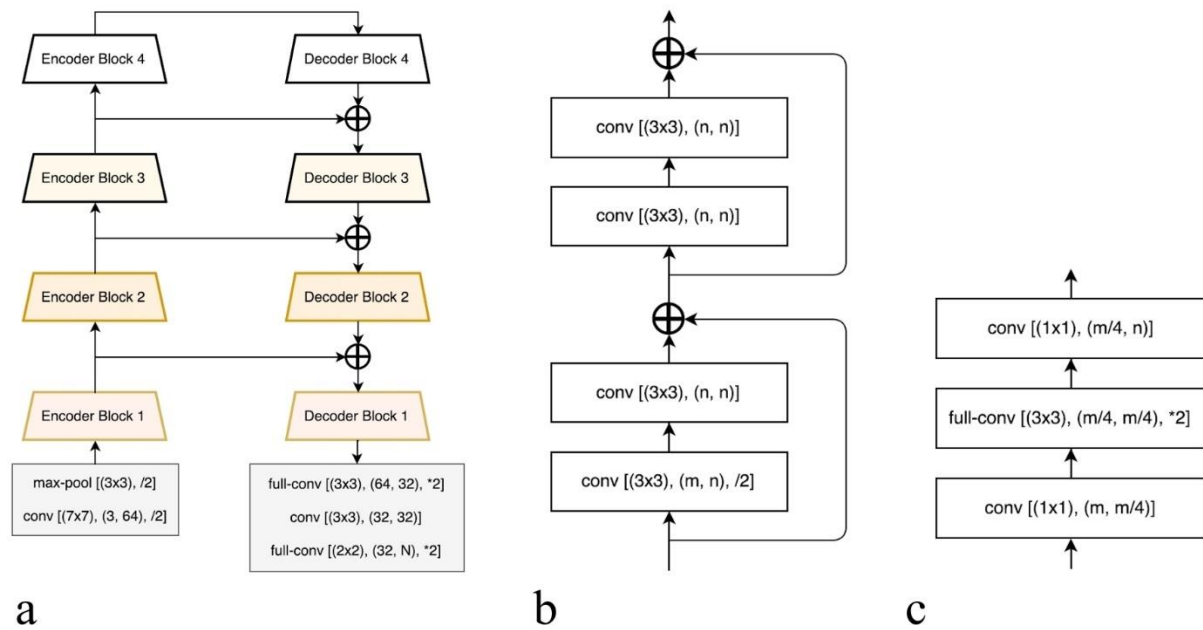 Encoder Block 4
Decoder Block 4
Encoder Block 3
Decoder Block 3
Encoder Block 2
Decoder Block 2
Encoder Block 1
Decoder Block 1
max-pool [(3x3), /2]
conv [(7x7), (3, 64), /2]
full-conv [(3x3), (64, 32), *2]
conv [(3x3), (32, 32)]
full-conv [(2x2), (32, N), *2]
a
conv [(3x3), (n, n)]
conv [(3x3), (n, n)]
conv [(3x3), (n, n)]
conv [(3x3), (m, n), /2]
b
conv [(1x1), (m/4, n)]
full-conv [(3x3), (m/4, m/4), *2]
conv [(1x1), (m, m/4)]
c